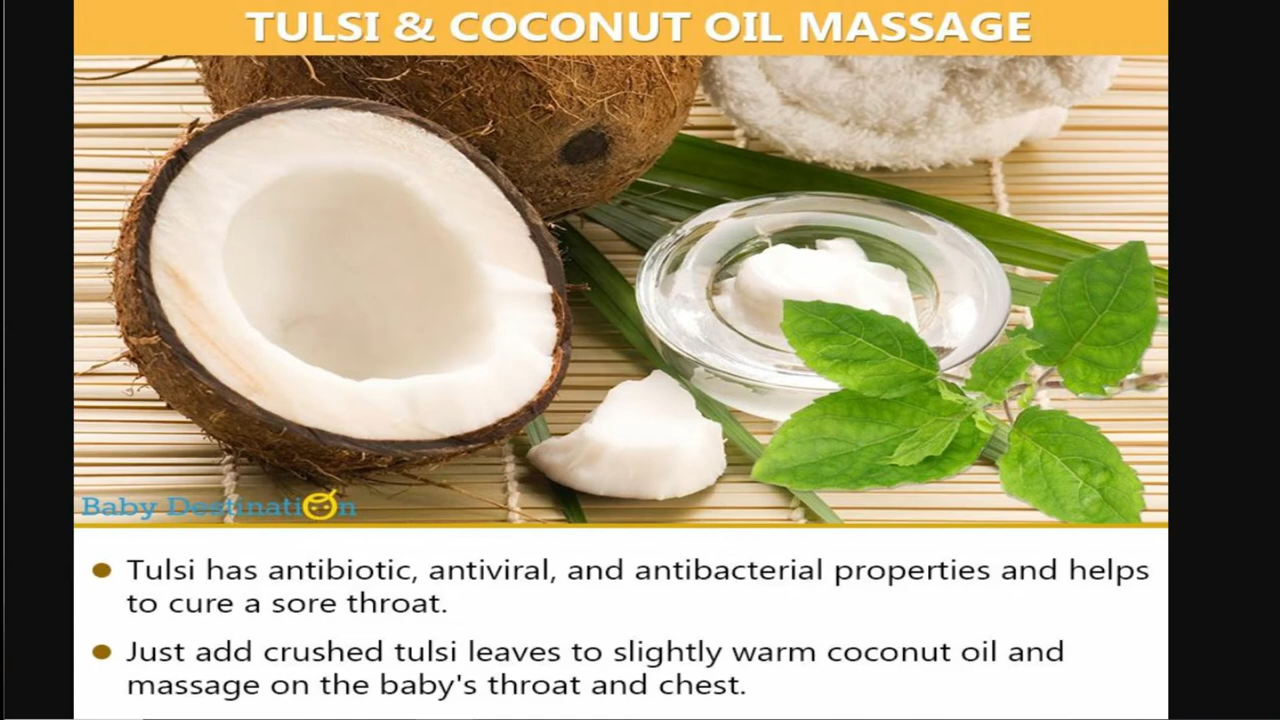 TULSI & COCONUT OIL MASSAGE
Baby Destination
Tulsi has antibiotic, antiviral, and antibacterial properties and helps
to cure a sore throat.
Just add crushed tulsi leaves to slightly warm coconut oil and
massage on the baby's throat and chest.